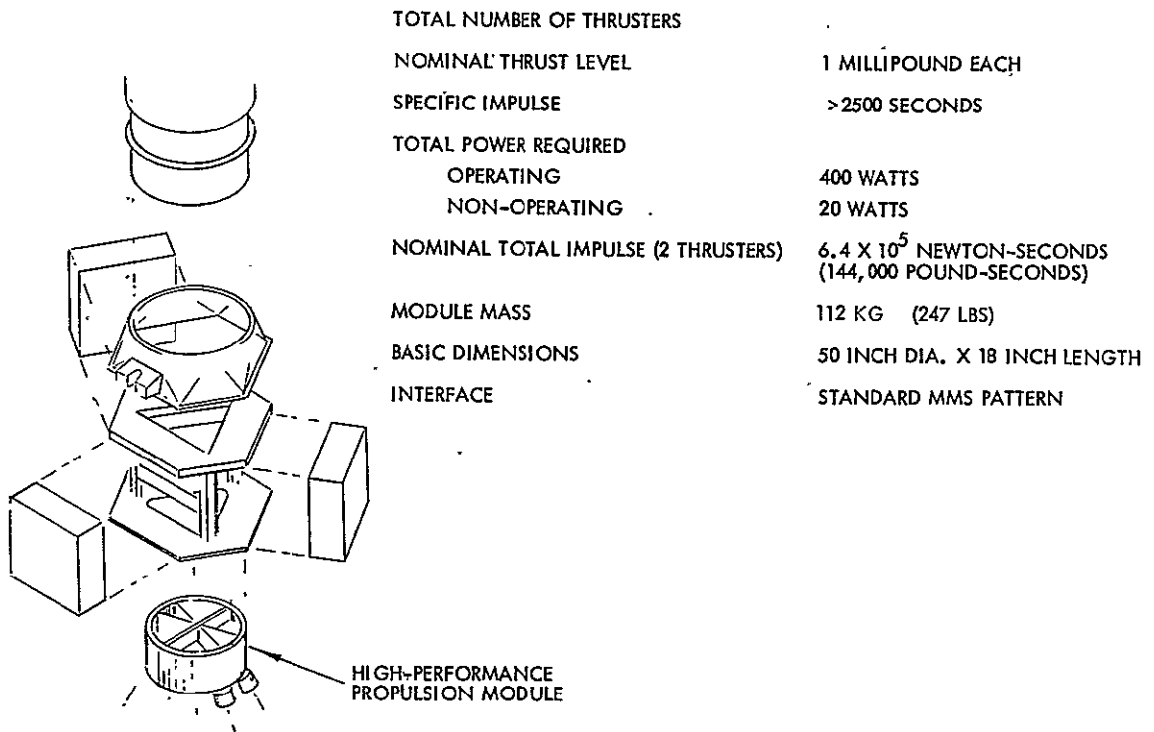 TOTAL NUMBER OF THRUSTERS
NOMINAL THRUST LEVEL 1 MILLIPOUND EACH
SPECIFIC IMPULSE >2500 SECONDS
TOTAL POWER REQUIRED
OPERATING 400 WATTS
NON-OPERATING 20 WATTS
NOMINAL TOTAL IMPULSE (2 THRUSTERS) 6.4 X 10⁵ NEWTON-SECONDS
(144,000 POUND-SECONDS)
MODULE MASS 112 KG (247 LBS)
BASIC DIMENSIONS 50 INCH DIA. X 18 INCH LENGTH
INTERFACE STANDARD MMS PATTERN
HIGH-PERFORMANCE
PROPULSION MODULE